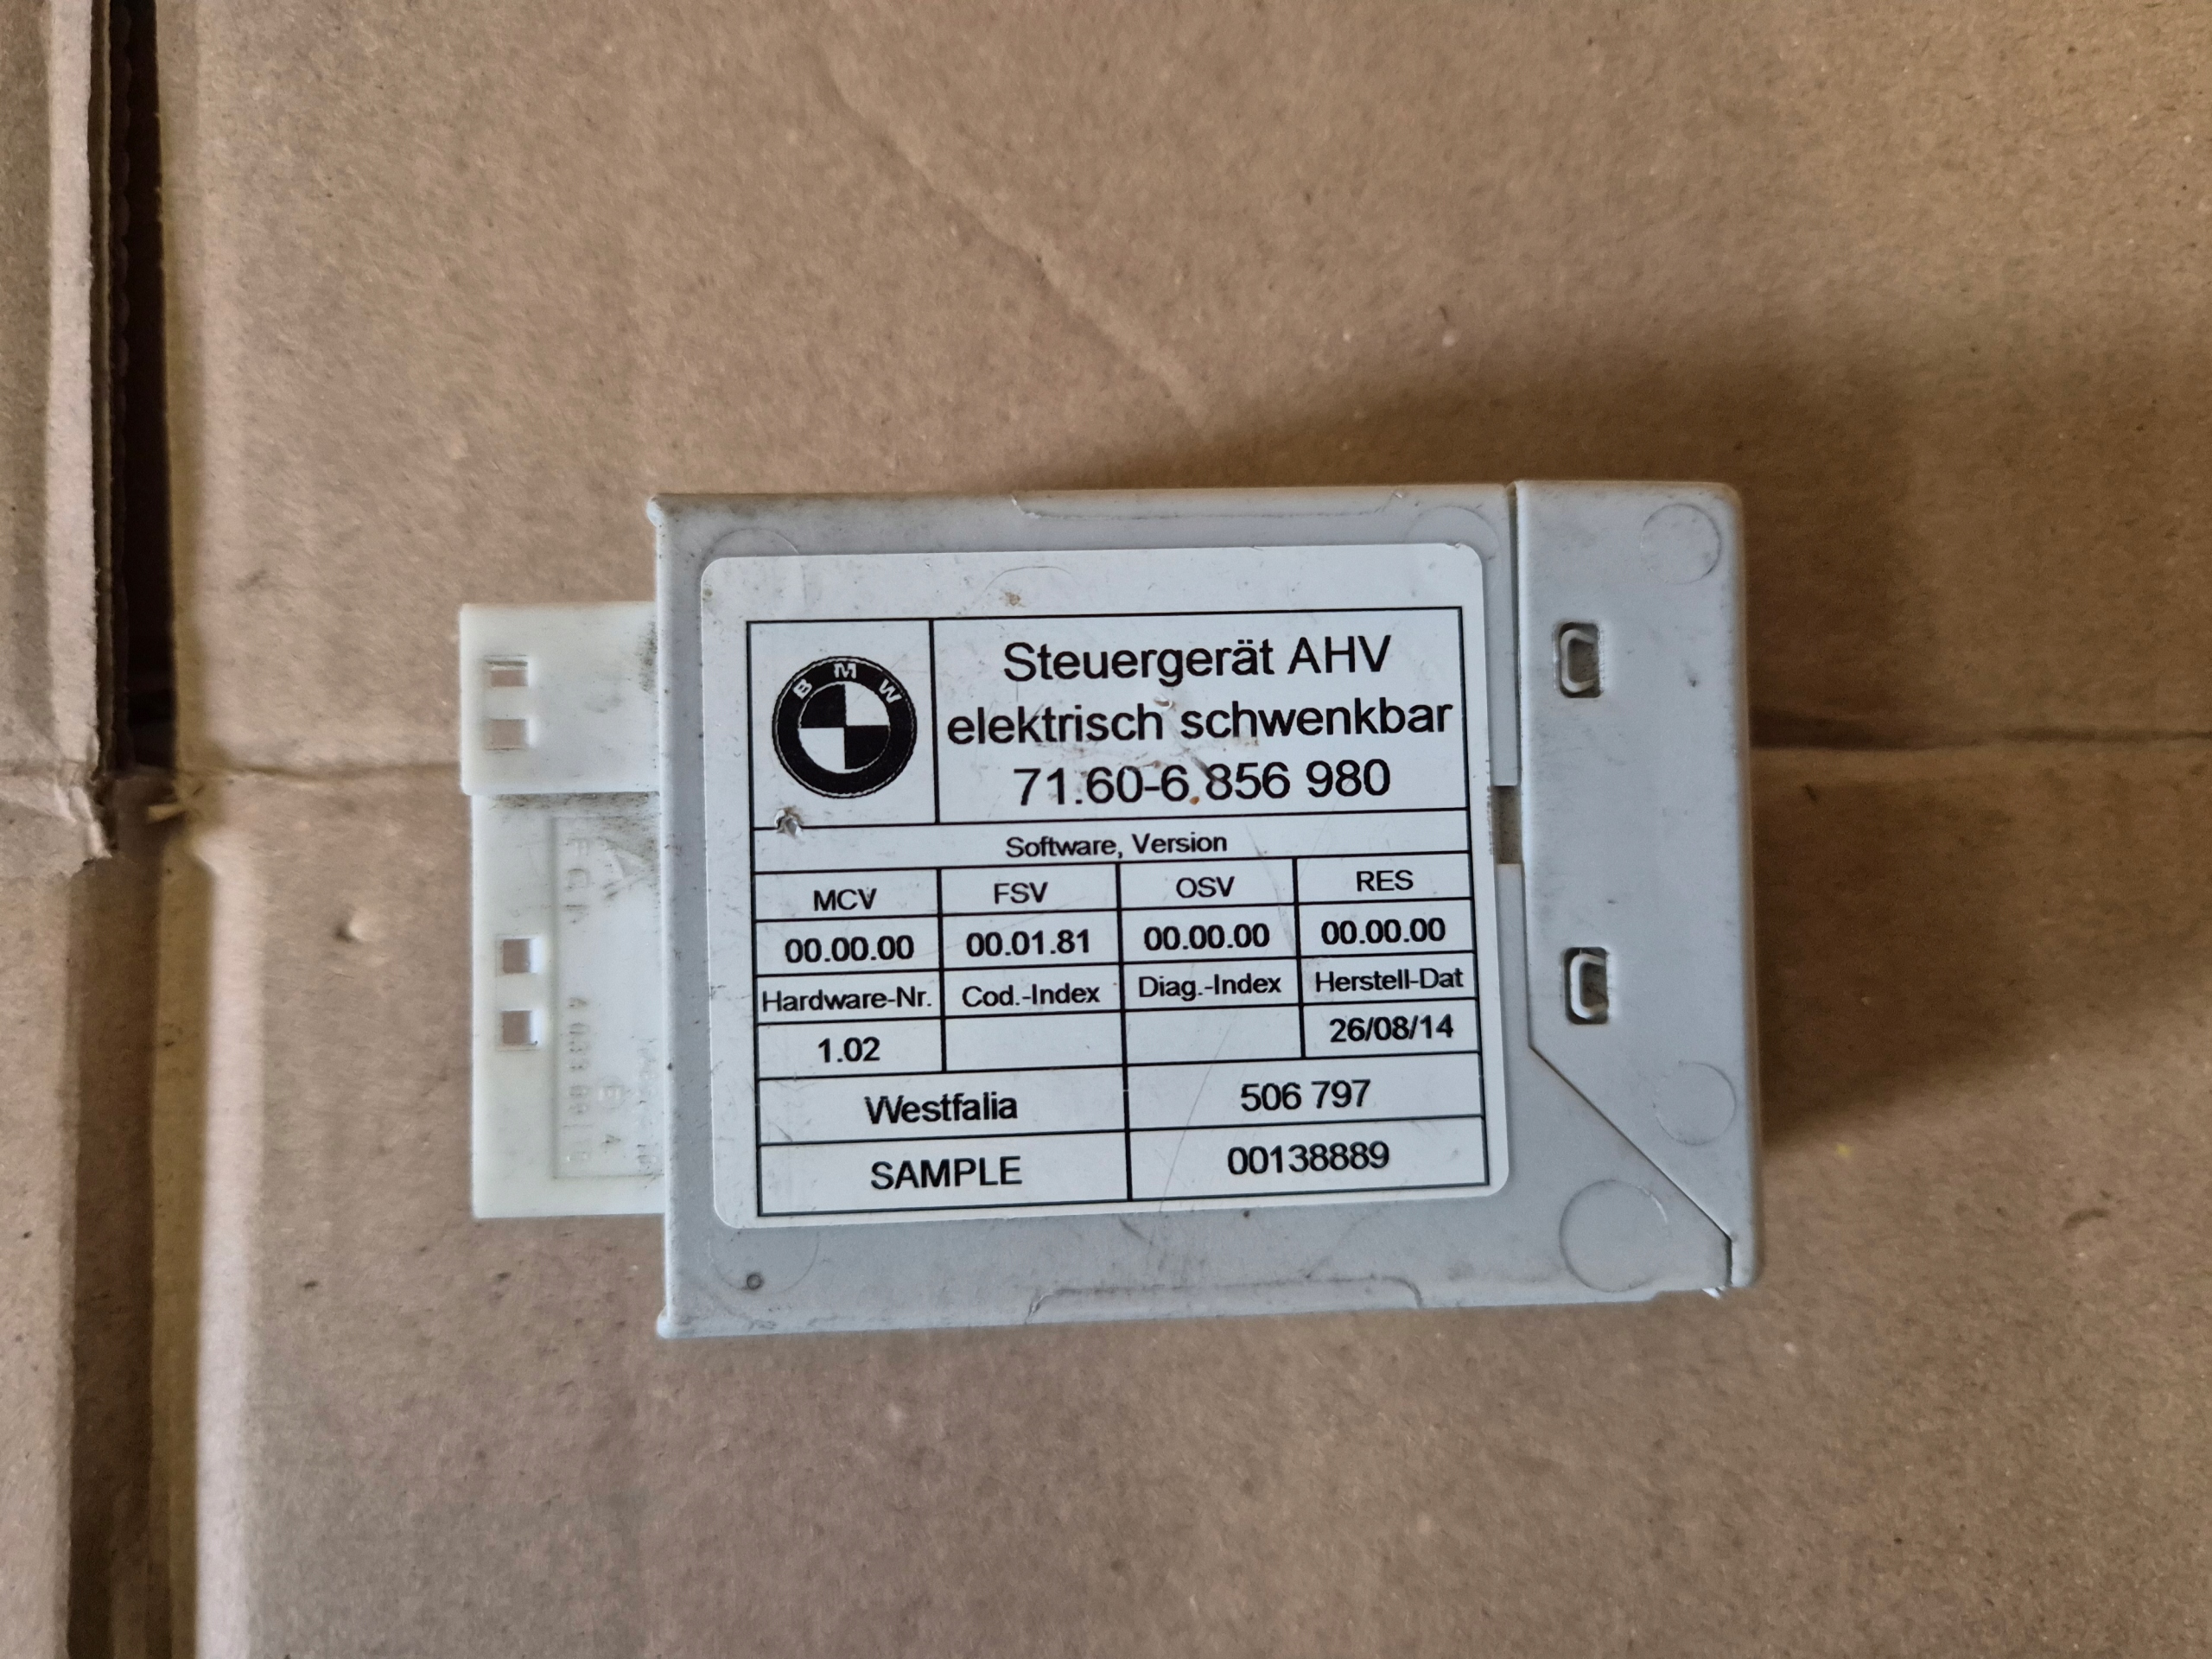 BMW
Steuergerät AHV
elektrisch schwenkbar
71.60-6.856 980
Software, Version
MCV FSV OSV RES
00.00.00 00.01.81 00.00.00 00.00.00
Hardware-Nr. Cod.-Index Diag.-Index Herstell-Dat
1.02 26/08/14
Westfalia 506 797
SAMPLE 00138889